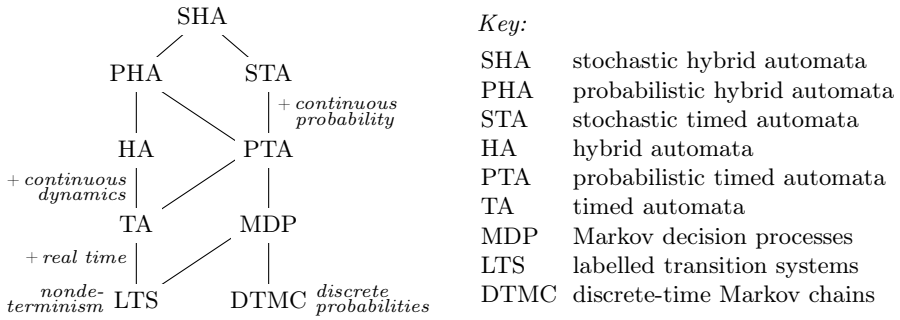 SHA
PHA STA
+ continuous
probability
HA PTA
+ continuous
dynamics
TA MDP
+ real time
nonde-
terminism LTS DTMC discrete
probabilities
Key:
SHA stochastic hybrid automata
PHA probabilistic hybrid automata
STA stochastic timed automata
HA hybrid automata
PTA probabilistic timed automata
TA timed automata
MDP Markov decision processes
LTS labelled transition systems
DTMC discrete-time Markov chains